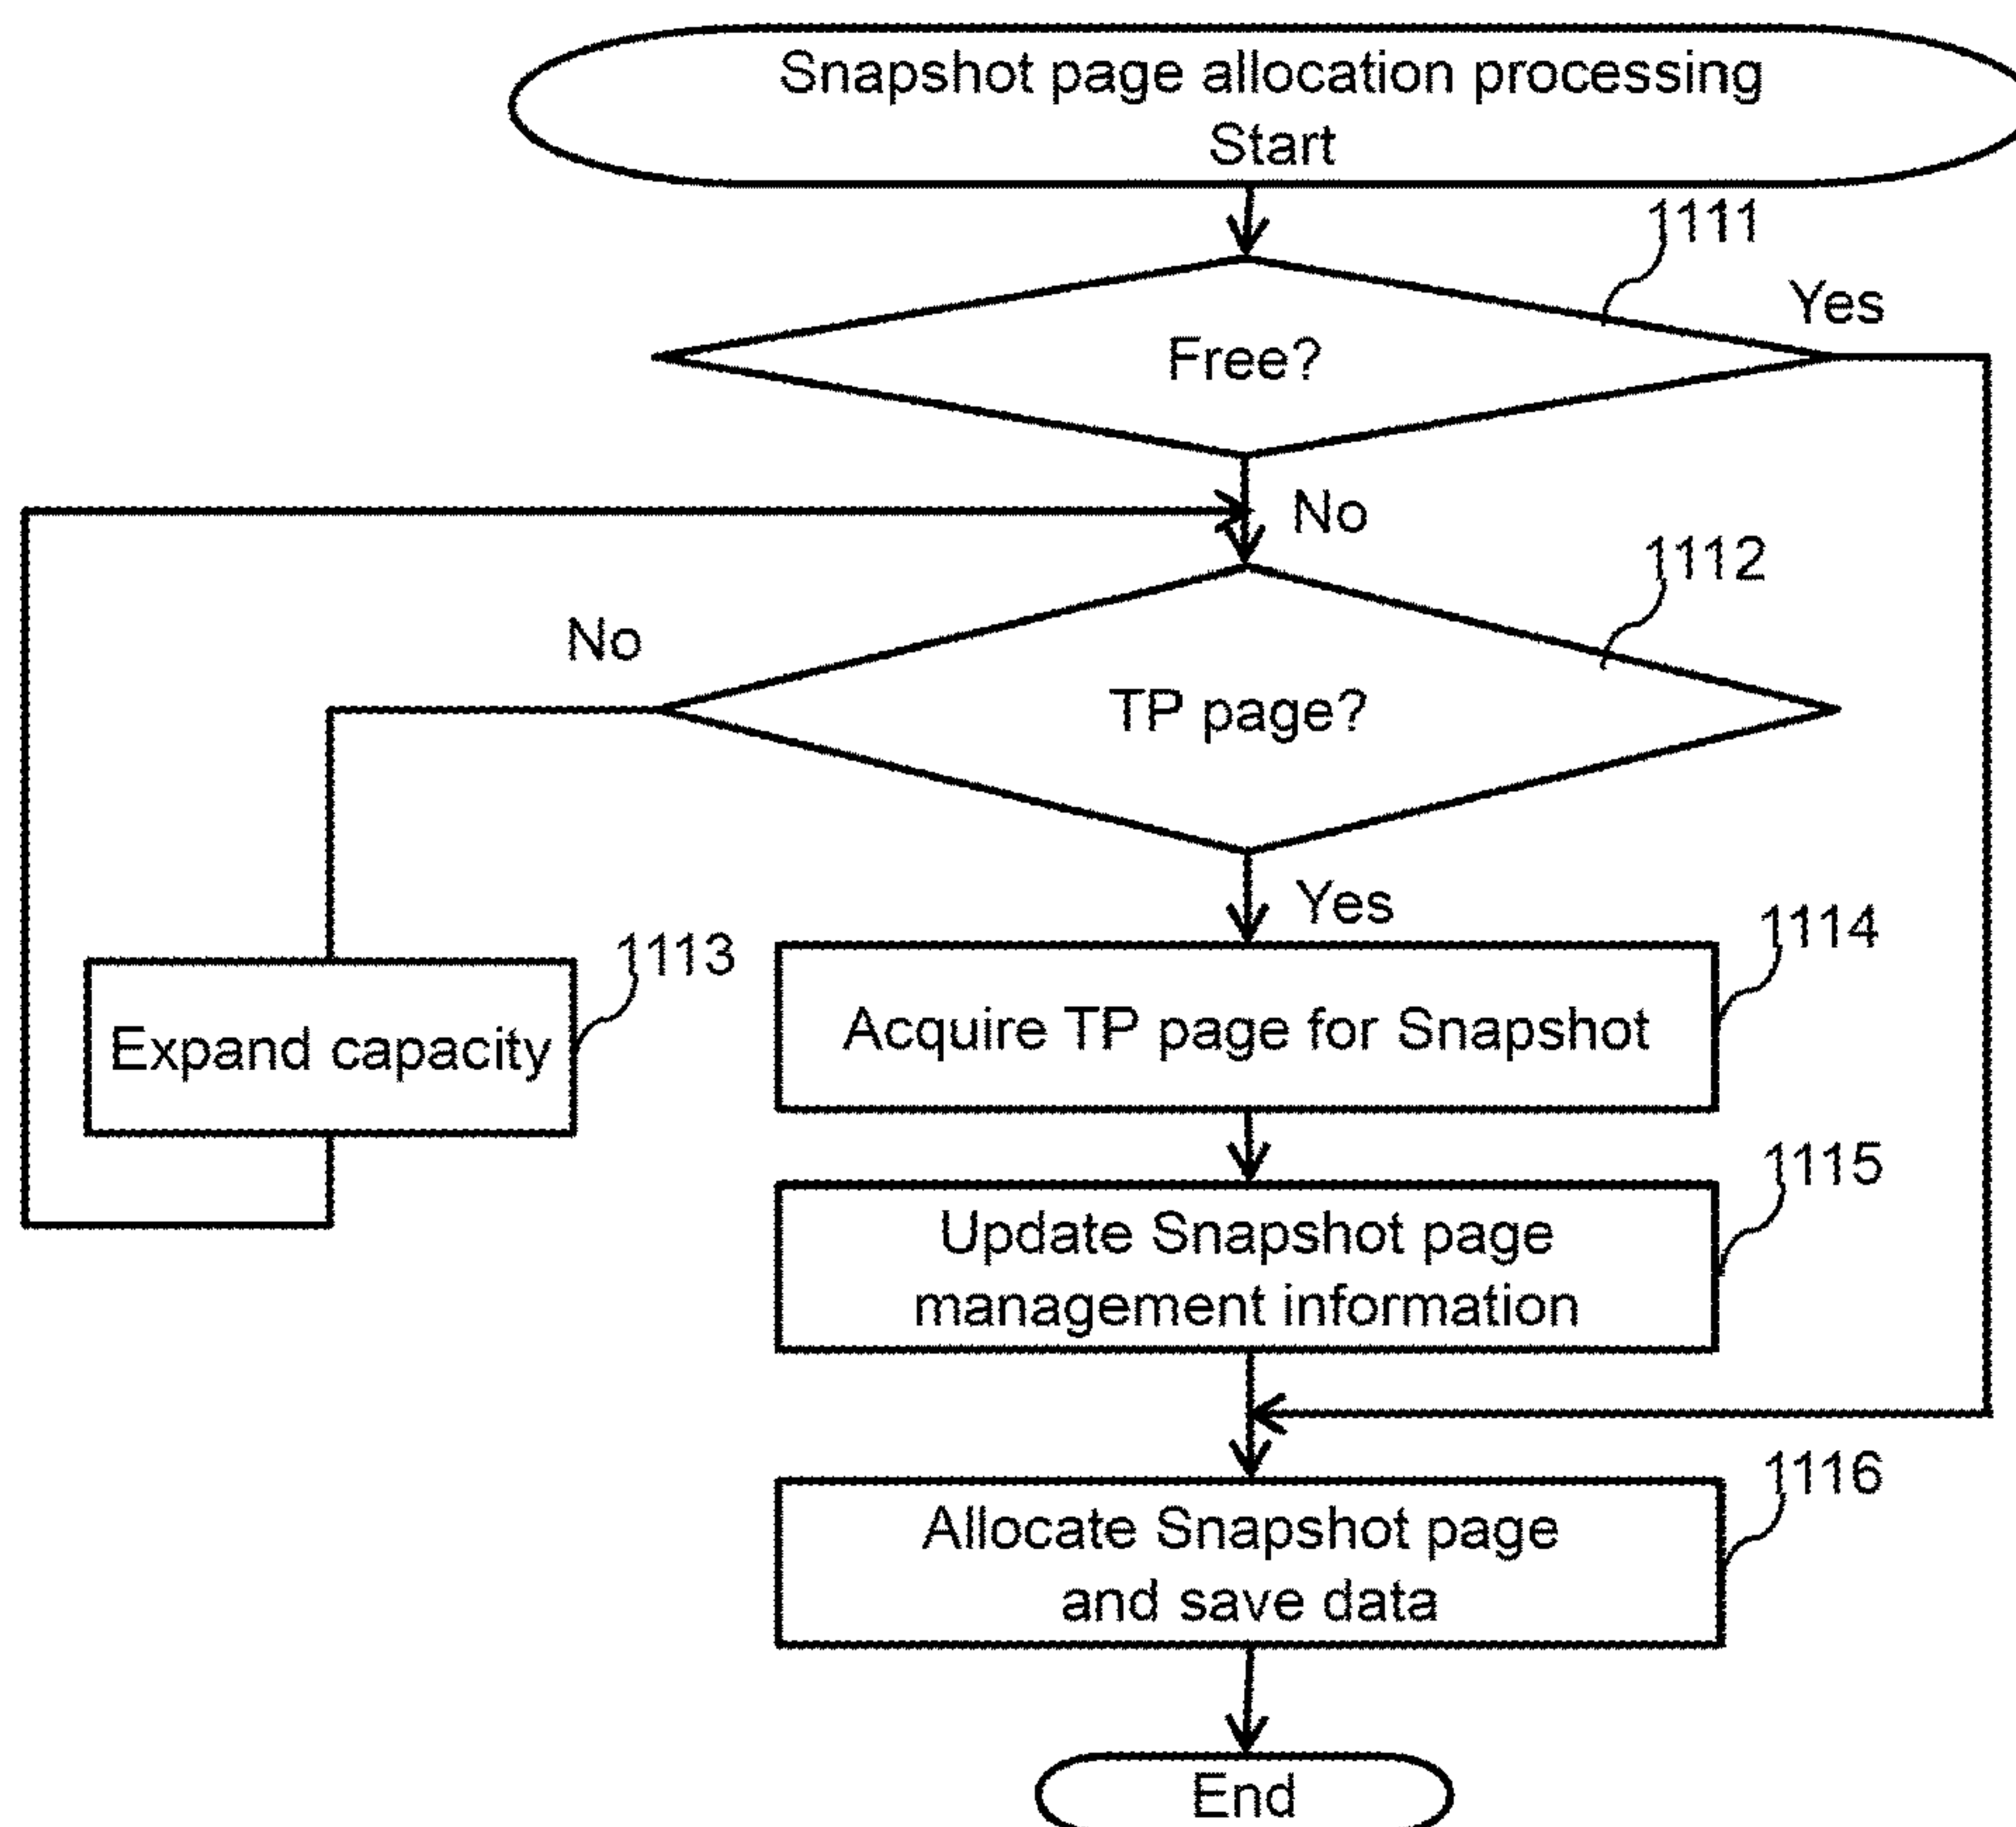 Snapshot page allocation processing
Start
1111
Free?
Yes
No
1112
No
TP page?
Yes
1113
Expand capacity
1114
Acquire TP page for Snapshot
1115
Update Snapshot page
management information
1116
Allocate Snapshot page
and save data
End